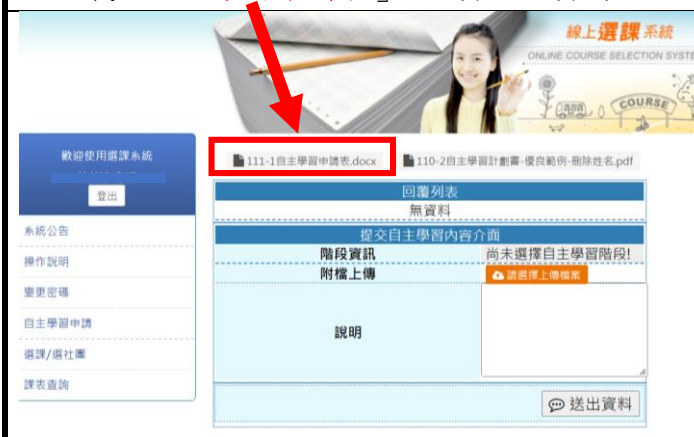 線上選課系統
ONLINE COURSE SELECTION SYSTE
COURSE
歡迎使用選課系統
登出
系統公告
操作說明
變更密碼
自主學習申請
選課/選社團
課表查詢
111-1自主學習申請表.docx
110-2自主學習計劃書-優良範例-刪除姓名.pdf
回覆列表
無資料
提交自主學習內容介面
階段資訊
尚未選擇自主學習階段!
附檔上傳
請選擇上傳檔案
說明
送出資料